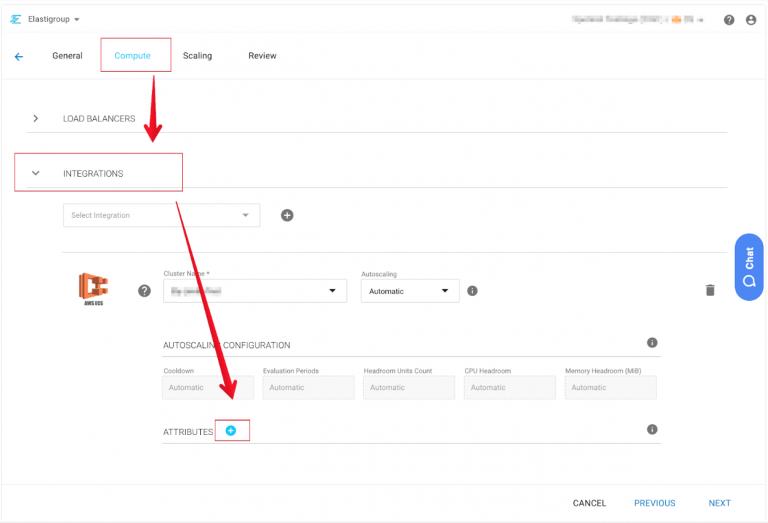 Elastigroup
General Compute Scaling Review
LOAD BALANCERS
INTEGRATIONS
Select Integration
Chat
Cluster Name * Autoscaling
Automatic
AWS ECS
AUTOSCALING CONFIGURATION
Cooldown Evaluation Periods Headroom Units Count CPU Headroom Memory Headroom (MiB)
Automatic Automatic Automatic Automatic Automatic
ATTRIBUTES
CANCEL PREVIOUS NEXT